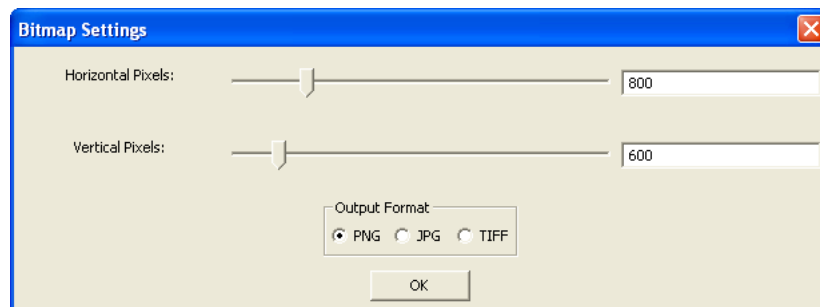 Bitmap Settings
Horizontal Pixels: 800
Vertical Pixels: 600
Output Format
PNG JPG TIFF
OK